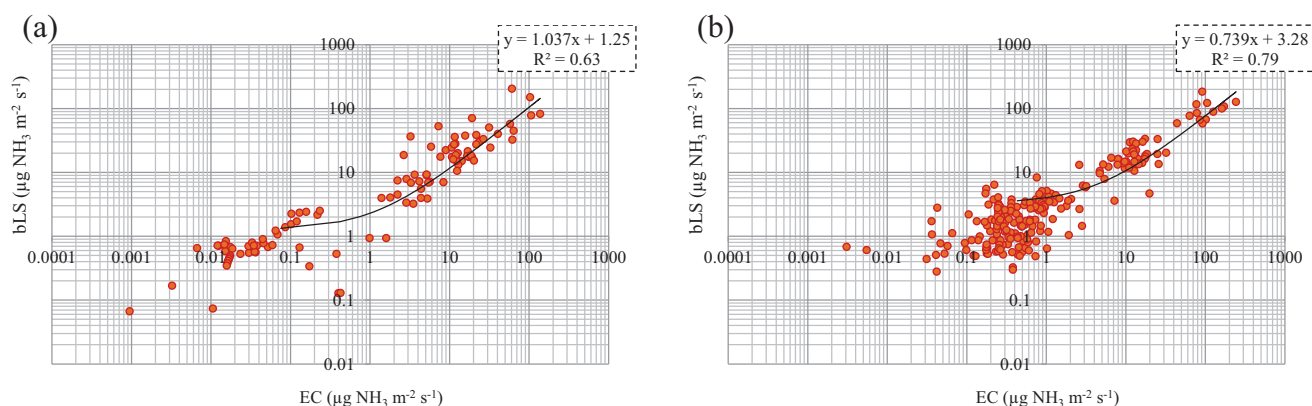 (a)
y = 1.037x + 1.25
R² = 0.63
bLS (µg NH₃ m⁻² s⁻¹)
1000
100
10
1
0.1
0.01
0.0001 0.001 0.01 0.1 1 10 100 1000
EC (µg NH₃ m⁻² s⁻¹)
(b)
y = 0.739x + 3.28
R² = 0.79
bLS (µg NH₃ m⁻² s⁻¹)
1000
100
10
1
0.1
0.01
0.0001 0.001 0.01 0.1 1 10 100 1000
EC (µg NH₃ m⁻² s⁻¹)